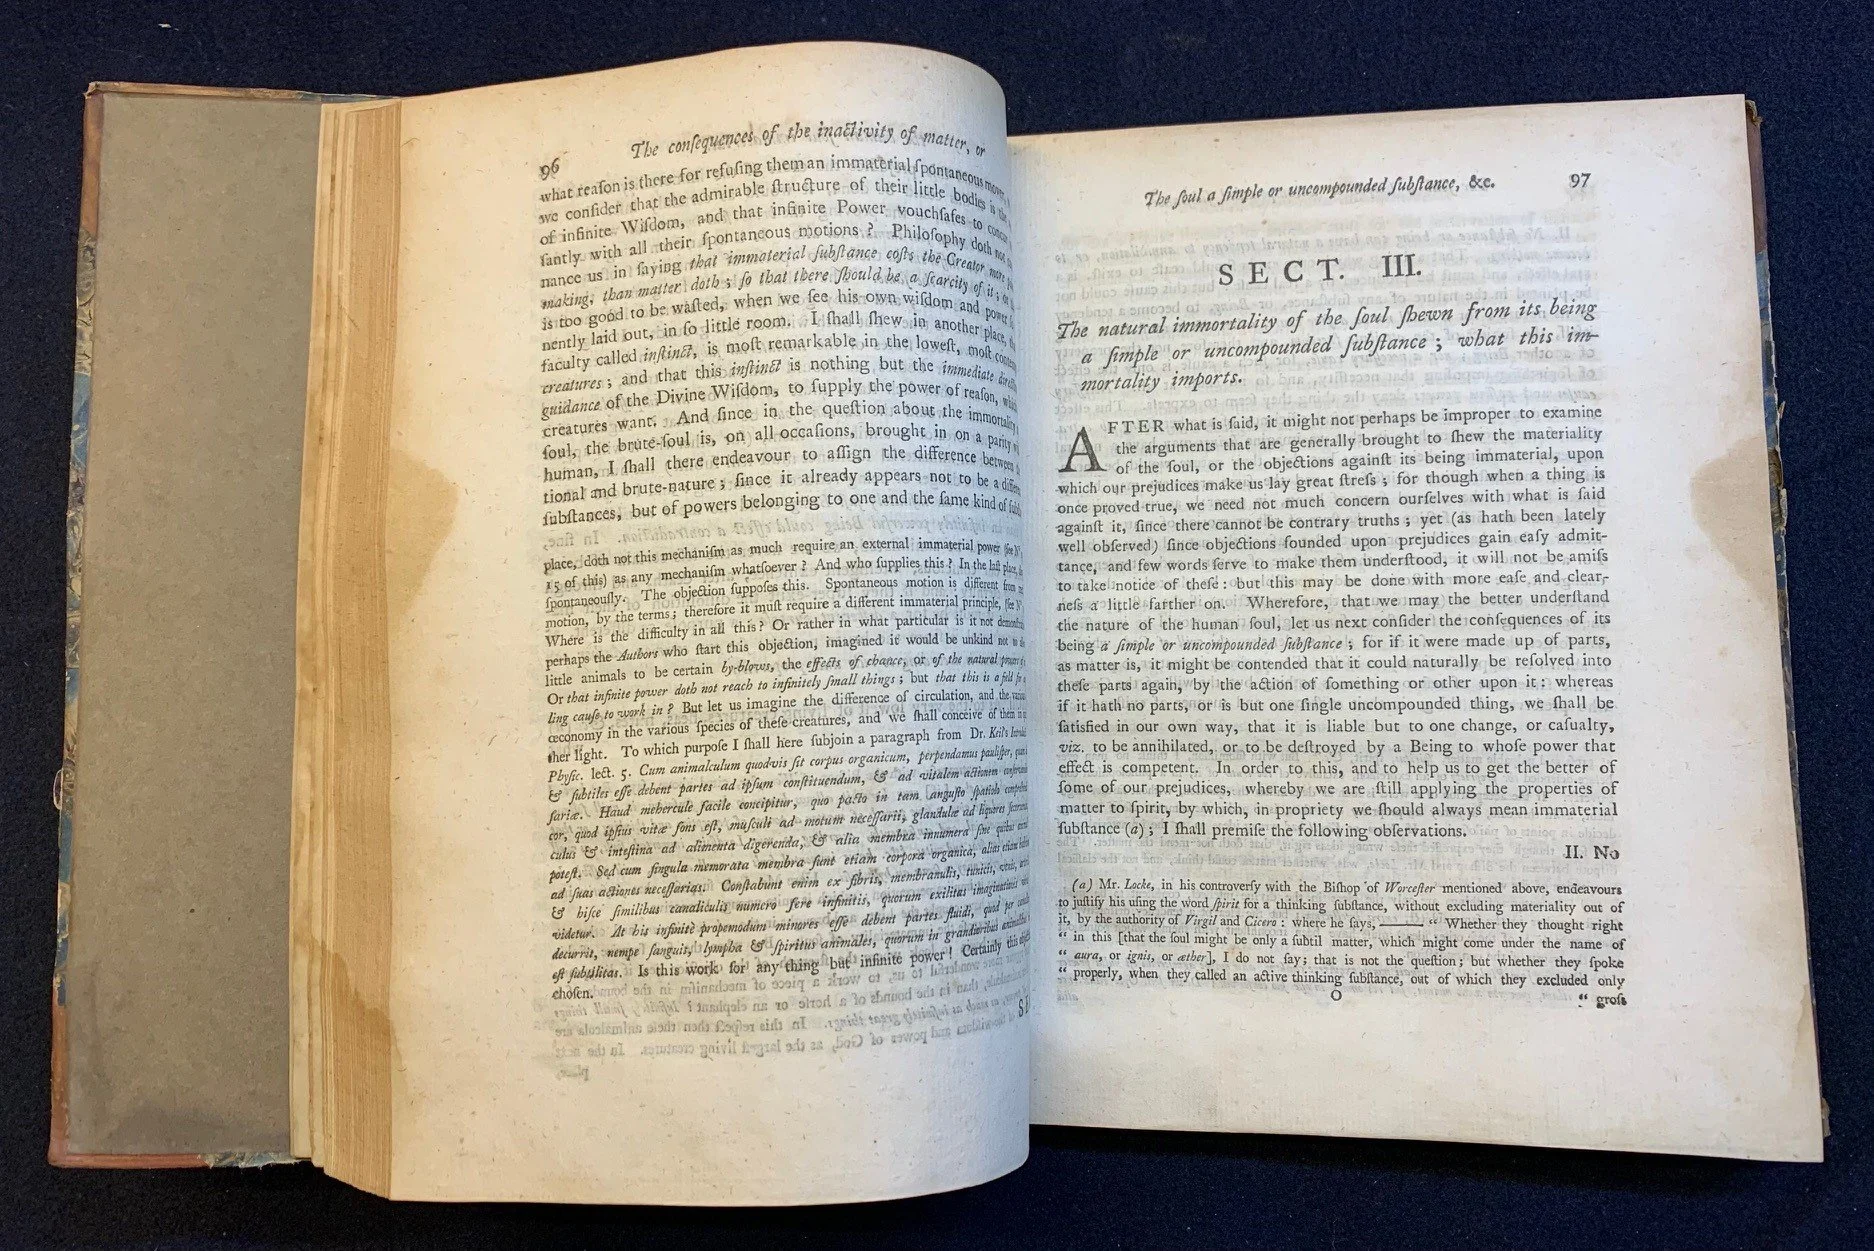 96
The conſequences of the inactivity of matter, or
what reaſon is there for refuſing them an immaterial ſpontaneous
we conſider that the admirable ſtructure of their little bodies is the
of infinite Wiſdom, and that infinite Power vouchſafes to
ſantly with all their ſpontaneous motions? Philoſophy doth not
nance us in ſaying that immaterial ſubſtance coſts the Creator more
making, than matter doth; ſo that there ſhould be a ſcarcity of it;
is too good to be waſted, when we ſee his own wiſdom and power
nently laid out, in ſo little room. I ſhall ſhew in another place,
faculty called inſtinct, is moſt remarkable in the loweſt, moſt
creatures; and that this inſtinct is nothing but the immediate
guidance of the Divine Wiſdom, to ſupply the power of reaſon,
creatures want. And ſince in the queſtion about the immortality
ſoul, the brute-ſoul is, on all occaſions, brought in on a parity
human, I ſhall there endeavour to aſſign the difference between
tional and brute-nature; ſince it already appears not to be a
ſubſtances, but of powers belonging to one and the ſame kind of
place, doth not this mechaniſm as much require an external immaterial power (ſee
15 of this) as any mechaniſm whatſoever? And who ſupplies this? In the laſt place,
ſpontaneouſly. The objection ſuppoſes this. Spontaneous motion is different from
motion, by the terms; therefore it muſt require a different immaterial principle, (ſee
Where is the difficulty in all this? Or rather in what particular is it not
perhaps the Authors who ſtart this objection, imagined it would be unkind not to
little animals to be certain by-blows, the effects of chance, or of the natural
Or that infinite power doth not reach to infinitely ſmall things; but that this is a field for
ling cauſe to work in? But let us imagine the difference of circulation, and the
œconomy in the various ſpecies of theſe creatures, and we ſhall conceive of them in
ther light. To which purpoſe I ſhall here ſubjoin a paragraph from Dr. Keil's
Phyſic. lect. 5. Cum animalculum quodvis ſit corpus organicum, perpendamus pauliſper,
& ſubtiles eſſe debent partes ad ipſum conſtituendum, & ad vitalem actionem
ſariæ. Haud mehercule facile concipitur, quo pacto in tam anguſto ſpatiolo
cor, quod ipſius vitæ fons eſt, muſculi ad motum neceſſarii, glandulæ ad liquores
culus & inteſtina ad alimenta digerenda, & alia membra innumera ſine quibus
poteſt. Sed cum ſingula memorata membra ſunt etiam corpora organica, alias etiam
ad ſuas actiones neceſſarias. Conſtabunt enim ex fibris, membranulis, tunicis, venis,
& hiſce ſimilibus canaliculis numero fere infinitis, quorum exilitas imaginationis
videtur. At his infinitè propemodum minores eſſe debent partes fluidi, quod per
decurrit, nempe ſanguis, lympha & ſpiritus animales, quorum in grandioribus
eſt ſubtilitas. Is this work for any thing but infinite power! Certainly this
choſen.
The ſoul a ſimple or uncompounded ſubſtance, &c. 97
SECT. III.
The natural immortality of the ſoul ſhewn from its being
a ſimple or uncompounded ſubſtance; what this im-
mortality imports.
AFTER what is ſaid, it might not perhaps be improper to examine
the arguments that are generally brought to ſhew the materiality
of the ſoul, or the objections againſt its being immaterial, upon
which our prejudices make us lay great ſtreſs; for though when a thing is
once proved true, we need not much concern ourſelves with what is ſaid
againſt it, ſince there cannot be contrary truths; yet (as hath been lately
well obſerved) ſince objections founded upon prejudices gain eaſy admit-
tance, and few words ſerve to make them underſtood, it will not be amiſs
to take notice of theſe: but this may be done with more eaſe and clear-
neſs a little farther on. Wherefore, that we may the better underſtand
the nature of the human ſoul, let us next conſider the conſequences of its
being a ſimple or uncompounded ſubſtance; for if it were made up of parts,
as matter is, it might be contended that it could naturally be reſolved into
theſe parts again, by the action of ſomething or other upon it: whereas
if it hath no parts, or is but one ſingle uncompounded thing, we ſhall be
ſatisfied in our own way, that it is liable but to one change, or caſualty,
viz. to be annihilated, or to be deſtroyed by a Being to whoſe power that
effect is competent. In order to this, and to help us to get the better of
ſome of our prejudices, whereby we are ſtill applying the properties of
matter to ſpirit, by which, in propriety we ſhould always mean immaterial
ſubſtance (a); I ſhall premiſe the following obſervations.
II. No
(a) Mr. Locke, in his controverſy with the Biſhop of Worceſter mentioned above, endeavours
to juſtify his uſing the word ſpirit for a thinking ſubſtance, without excluding materiality out of
it, by the authority of Virgil and Cicero: where he ſays, —— “ Whether they thought right
“ in this [that the ſoul might be only a ſubtil matter, which might come under the name of
“ aura, or ignis, or æther], I do not ſay; that is not the queſtion; but whether they ſpoke
“ properly, when they called an active thinking ſubſtance, out of which they excluded only
O
“ groſs